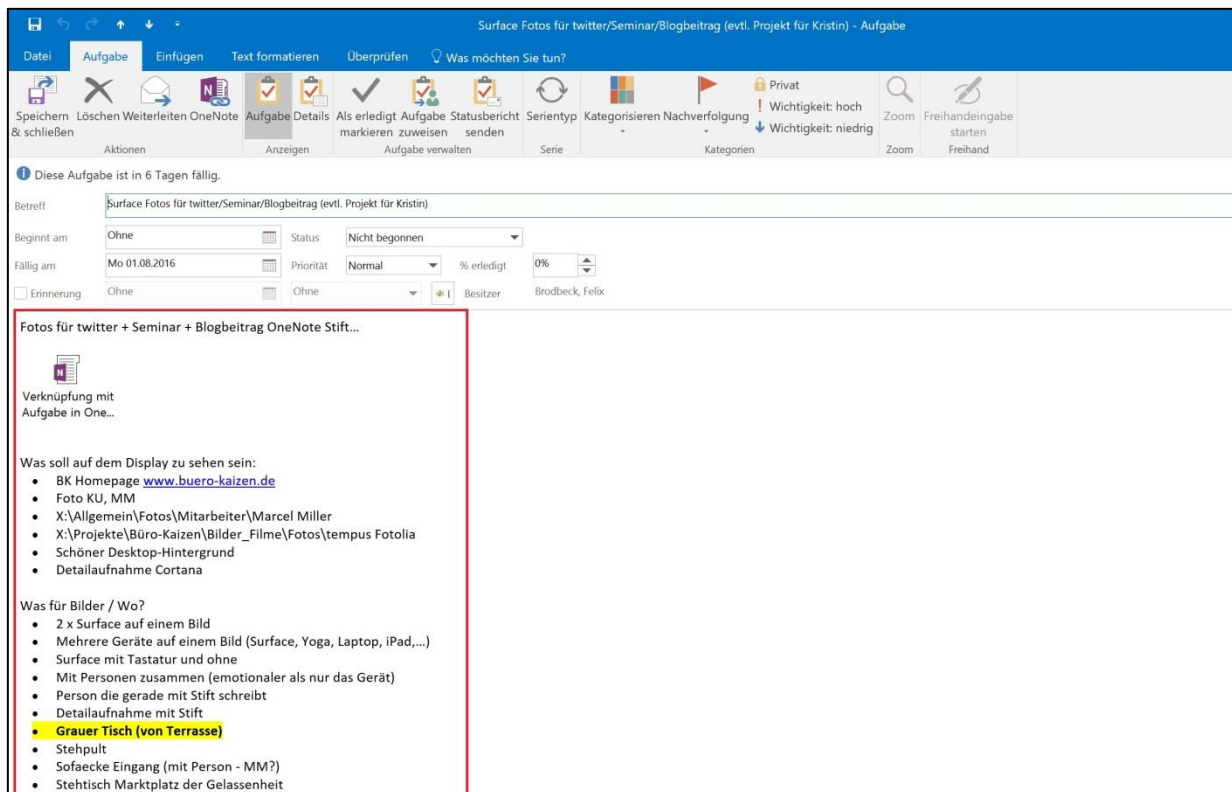 Surface Fotos für twitter/Seminar/Blogbeitrag (evtl. Projekt für Kristin) - Aufgabe
Datei Aufgabe Einfügen Text formatieren Überprüfen Was möchten Sie tun?
Speichern & schließen
Löschen
Weiterleiten
OneNote
Aufgabe
Details
Als erledigt markieren
Aufgabe zuweisen
Statusbericht senden
Serientyp
Kategorisieren
Nachverfolgung
Privat
Wichtigkeit: hoch
Wichtigkeit: niedrig
Zoom
Freihandeingabe starten
Aktionen Anzeigen Aufgabe verwalten Serie Kategorien Zoom Freihand
Diese Aufgabe ist in 6 Tagen fällig.
Betreff Surface Fotos für twitter/Seminar/Blogbeitrag (evtl. Projekt für Kristin)
Beginnt am Ohne Status Nicht begonnen
Fällig am Mo 01.08.2016 Priorität Normal % erledigt 0%
Erinnerung Ohne Ohne Besitzer Brodbeck, Felix
Fotos für twitter + Seminar + Blogbeitrag OneNote Stift...
N
Verknüpfung mit
Aufgabe in One...
Was soll auf dem Display zu sehen sein:
• BK Homepage www.buero-kaizen.de
• Foto KU, MM
• X:\Allgemein\Fotos\Mitarbeiter\Marcel Miller
• X:\Projekte\Büro-Kaizen\Bilder_Filme\Fotos\tempus Fotolia
• Schöner Desktop-Hintergrund
• Detailaufnahme Cortana
Was für Bilder / Wo?
• 2 x Surface auf einem Bild
• Mehrere Geräte auf einem Bild (Surface, Yoga, Laptop, iPad,...)
• Surface mit Tastatur und ohne
• Mit Personen zusammen (emotionaler als nur das Gerät)
• Person die gerade mit Stift schreibt
• Detailaufnahme mit Stift
• Grauer Tisch (von Terrasse)
• Stehpult
• Sofaecke Eingang (mit Person - MM?)
• Stehtisch Marktplatz der Gelassenheit